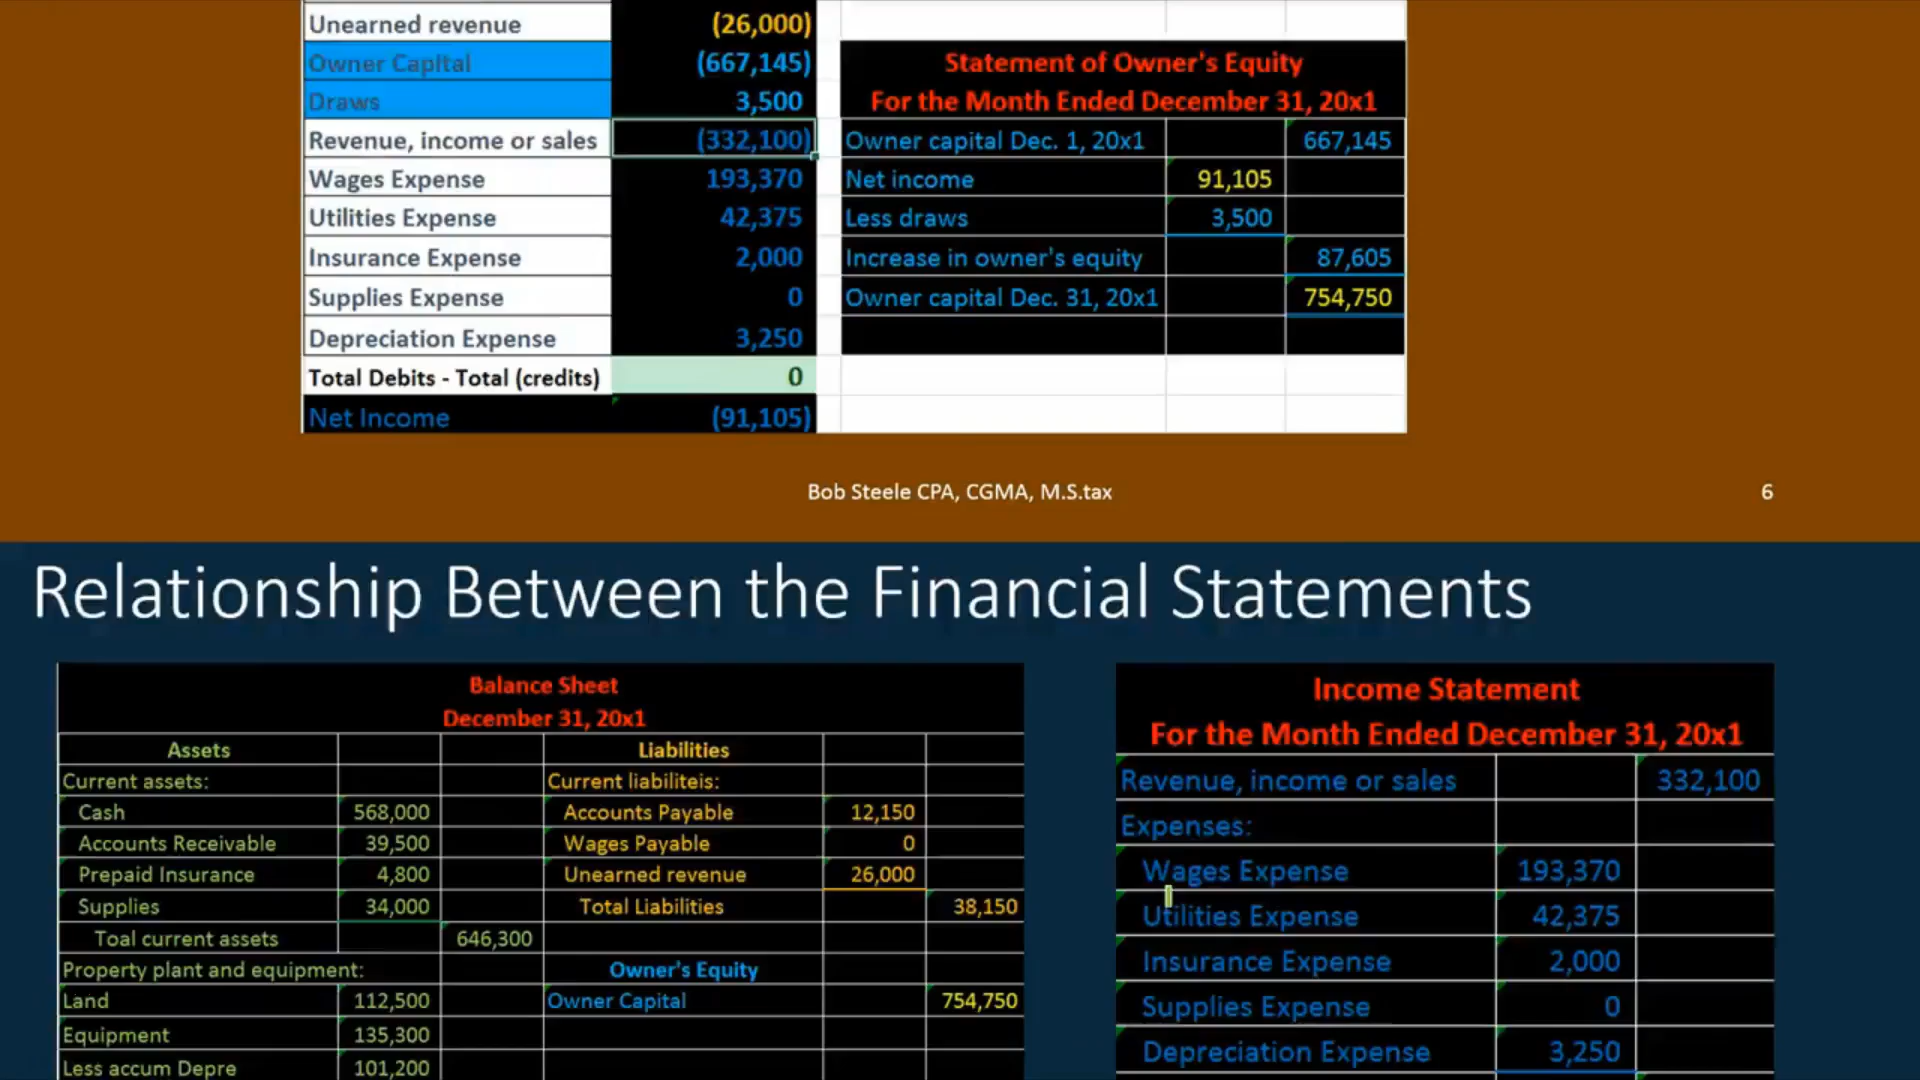 Unearned revenue (26,000)
Owner Capital (667,145)
Draws 3,500
Revenue, income or sales (332,100)
Wages Expense 193,370
Utilities Expense 42,375
Insurance Expense 2,000
Supplies Expense 0
Depreciation Expense 3,250
Total Debits - Total (credits) 0
Net Income (91,105)
Statement of Owner's Equity
For the Month Ended December 31, 20x1
Owner capital Dec. 1, 20x1 667,145
Net income 91,105
Less draws 3,500
Increase in owner's equity 87,605
Owner capital Dec. 31, 20x1 754,750
Bob Steele CPA, CGMA, M.S.tax
6
Relationship Between the Financial Statements
Balance Sheet
December 31, 20x1
Assets Liabilities
Current assets: Current liabiliteis:
Cash 568,000 Accounts Payable 12,150
Accounts Receivable 39,500 Wages Payable 0
Prepaid Insurance 4,800 Unearned revenue 26,000
Supplies 34,000 Total Liabilities 38,150
Toal current assets 646,300
Property plant and equipment: Owner's Equity
Land 112,500 Owner Capital 754,750
Equipment 135,300
Less accum Depre 101,200
Income Statement
For the Month Ended December 31, 20x1
Revenue, income or sales 332,100
Expenses:
Wages Expense 193,370
Utilities Expense 42,375
Insurance Expense 2,000
Supplies Expense 0
Depreciation Expense 3,250